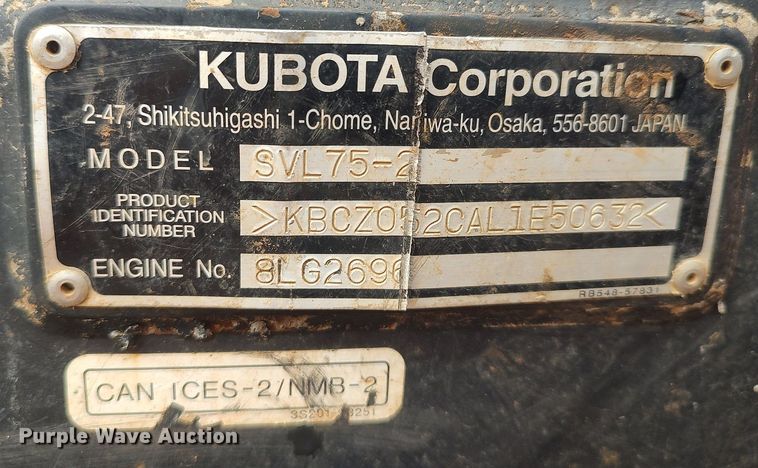 KUBOTA Corporation
2-47, Shikitsuhigashi 1-Chome, Naniwa-ku, Osaka, 556-8601 JAPAN
MODEL SVL75-2
PRODUCT IDENTIFICATION NUMBER >KBCZ052CAL1E50632<
ENGINE No. 8LG2696
RB548-57831
CAN ICES-2/NMB-2
Purple Wave Auction